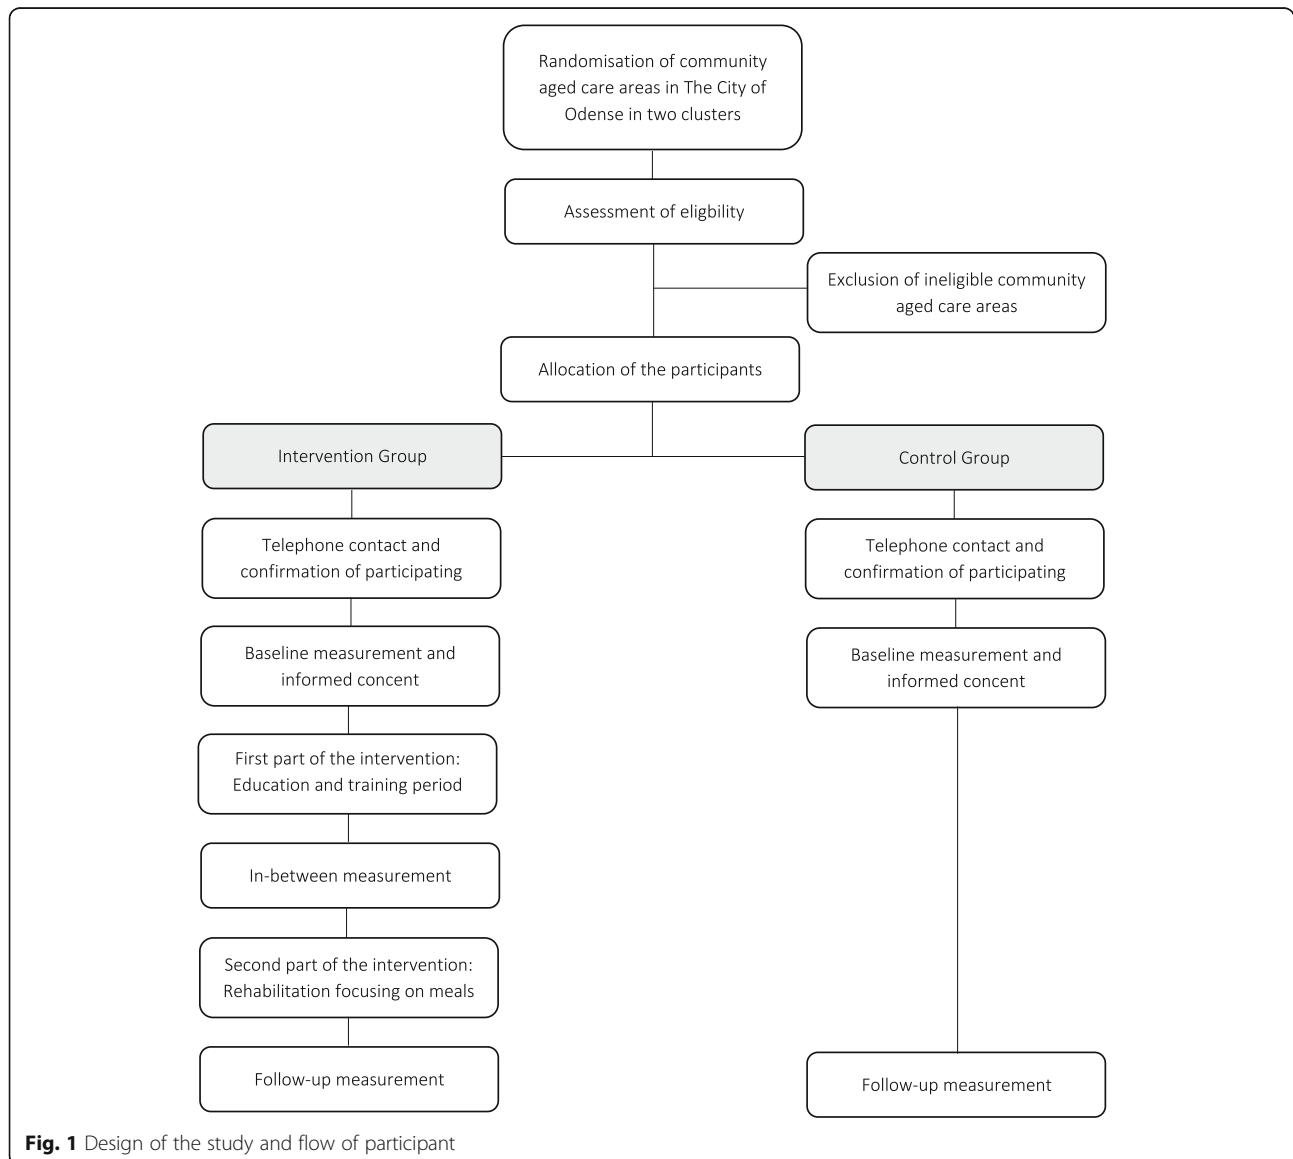 Randomisation of community
aged care areas in The City of
Odense in two clusters
Assessment of eligbility
Exclusion of ineligible community
aged care areas
Allocation of the participants
Intervention Group
Control Group
Telephone contact and
confirmation of participating
Telephone contact and
confirmation of participating
Baseline measurement and
informed concent
Baseline measurement and
informed concent
First part of the intervention:
Education and training period
In-between measurement
Second part of the intervention:
Rehabilitation focusing on meals
Follow-up measurement
Follow-up measurement
Fig. 1 Design of the study and flow of participant